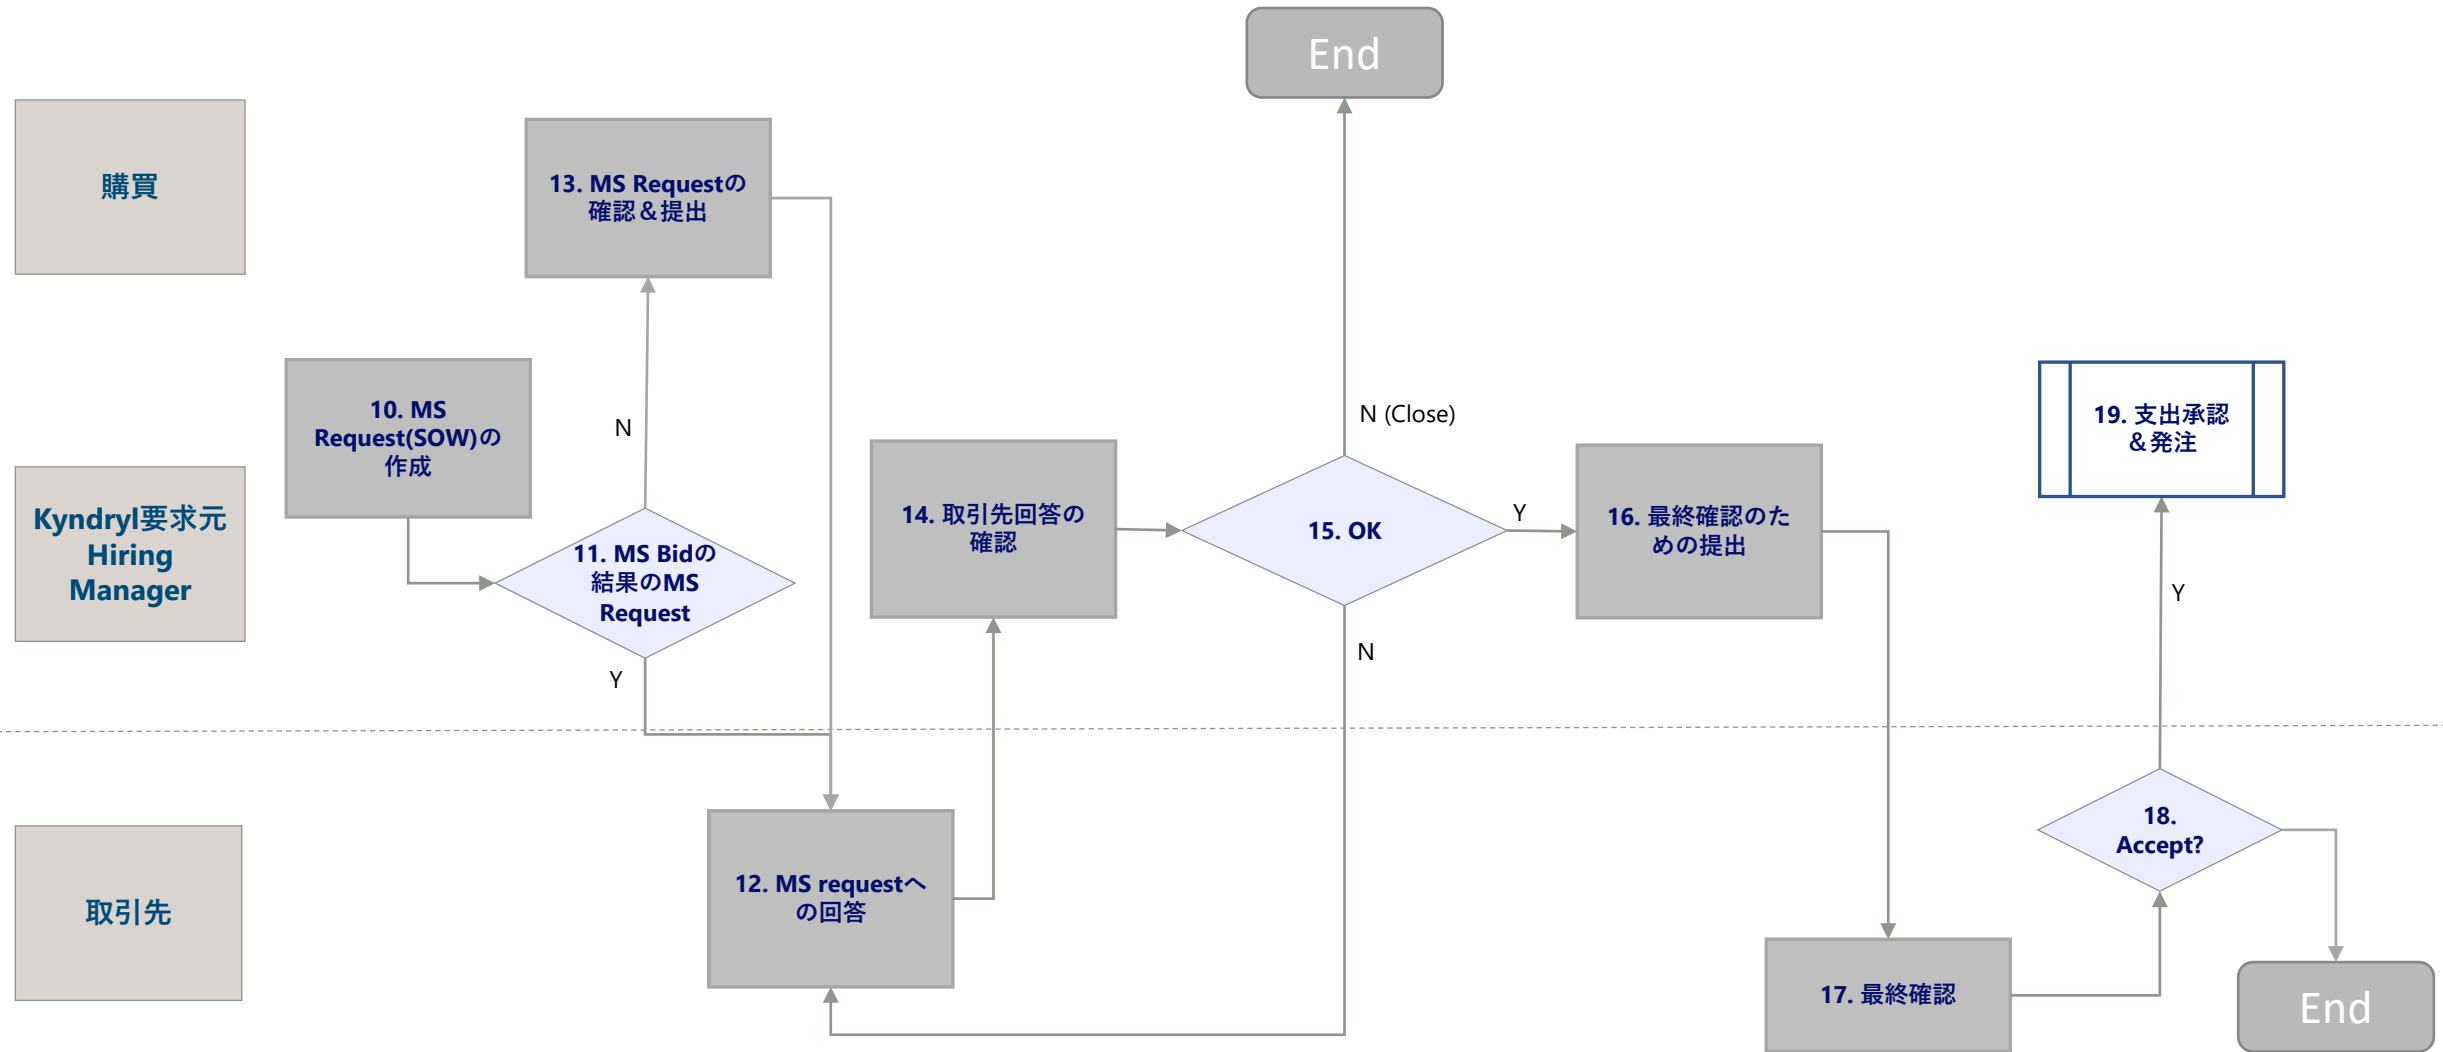 End
購買
13. MS Requestの
確認＆提出
10. MS
Request(SOW)の
作成
N
N (Close)
19. 支出承認
＆発注
Kyndryl要求元
Hiring
Manager
11. MS Bidの
結果のMS
Request
14. 取引先回答の
確認
15. OK
Y
16. 最終確認のた
めの提出
Y
N
Y
取引先
12. MS requestへ
の回答
18.
Accept?
17. 最終確認
End